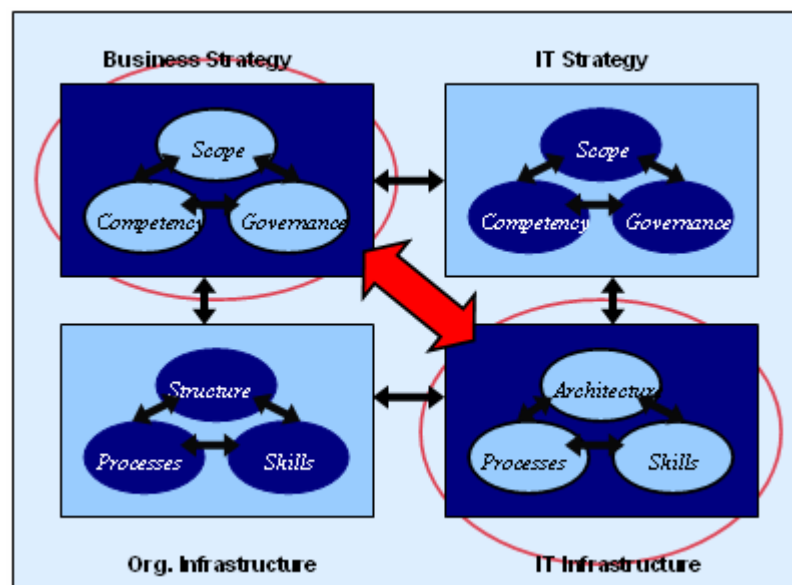 Business Strategy
IT Strategy
Scope
Competency
Governance
Scope
Competency
Governance
Structure
Processes
Skills
Architectur
Processes
Skills
Org. Infrastructure
IT Infrastructure